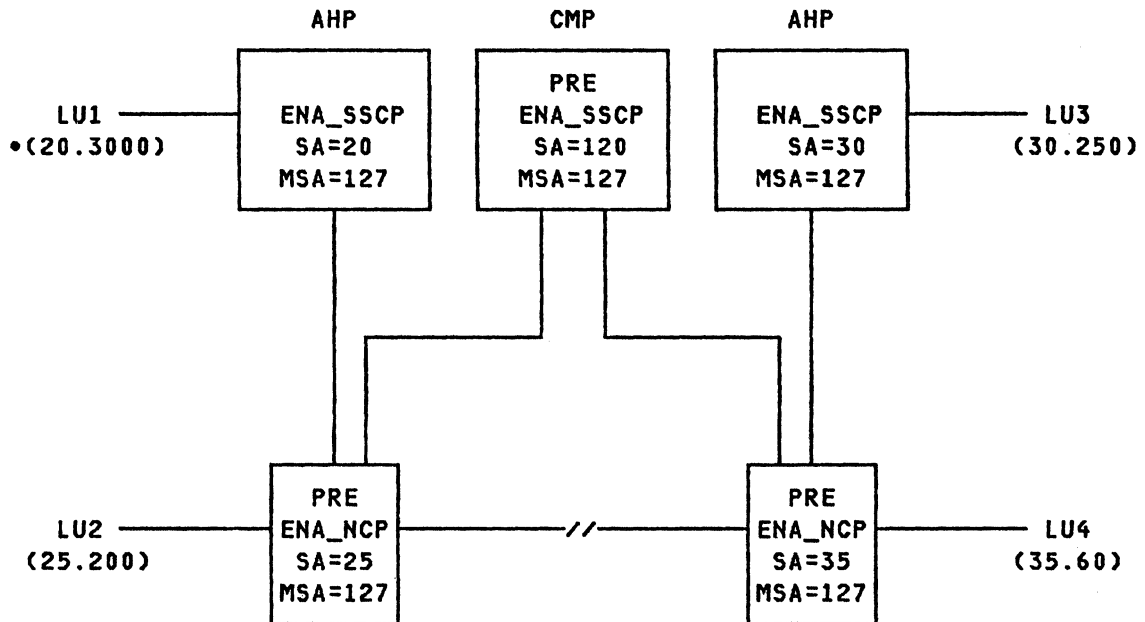 AHP CMP AHP
PRE
LU1 ENA_SSCP ENA_SSCP ENA_SSCP LU3
•(20.3000) SA=20 SA=120 SA=30 (30.250)
MSA=127 MSA=127 MSA=127
PRE PRE
LU2 ENA_NCP // ENA_NCP LU4
(25.200) SA=25 SA=35 (35.60)
MSA=127 MSA=127